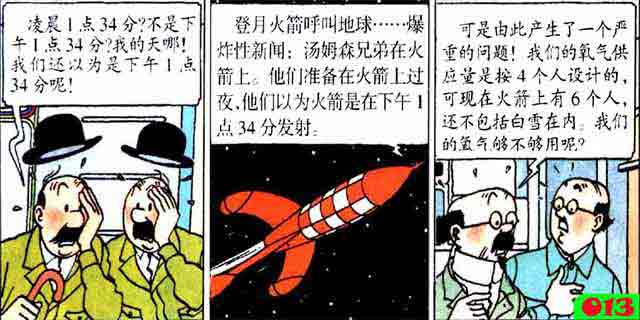 凌晨1点34分?不是下
午1点34分?我的天哪!
我们还以为是下午1点
34分呢!
登月火箭呼叫地球……爆
炸性新闻：汤姆森兄弟在火
箭上。他们准备在火箭上过
夜,他们以为火箭是在下午1
点34分发射。
可是由此产生了一个严
重的问题!我们的氧气供
应量是按4个人设计的,
可现在火箭上有6个人,
还不包括白雪在内。我们
的氧气够不够用呢?
013